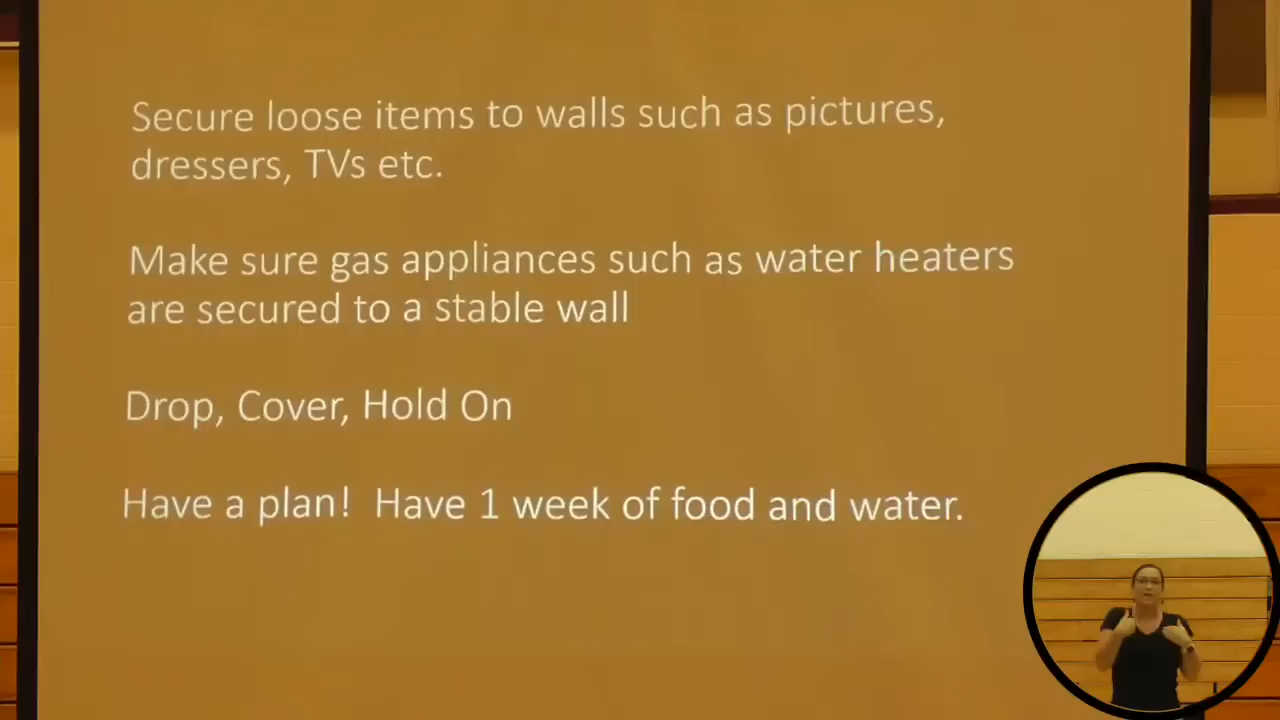 Secure loose items to walls such as pictures,
dressers, TVs etc.
Make sure gas appliances such as water heaters
are secured to a stable wall
Drop, Cover, Hold On
Have a plan!  Have 1 week of food and water.